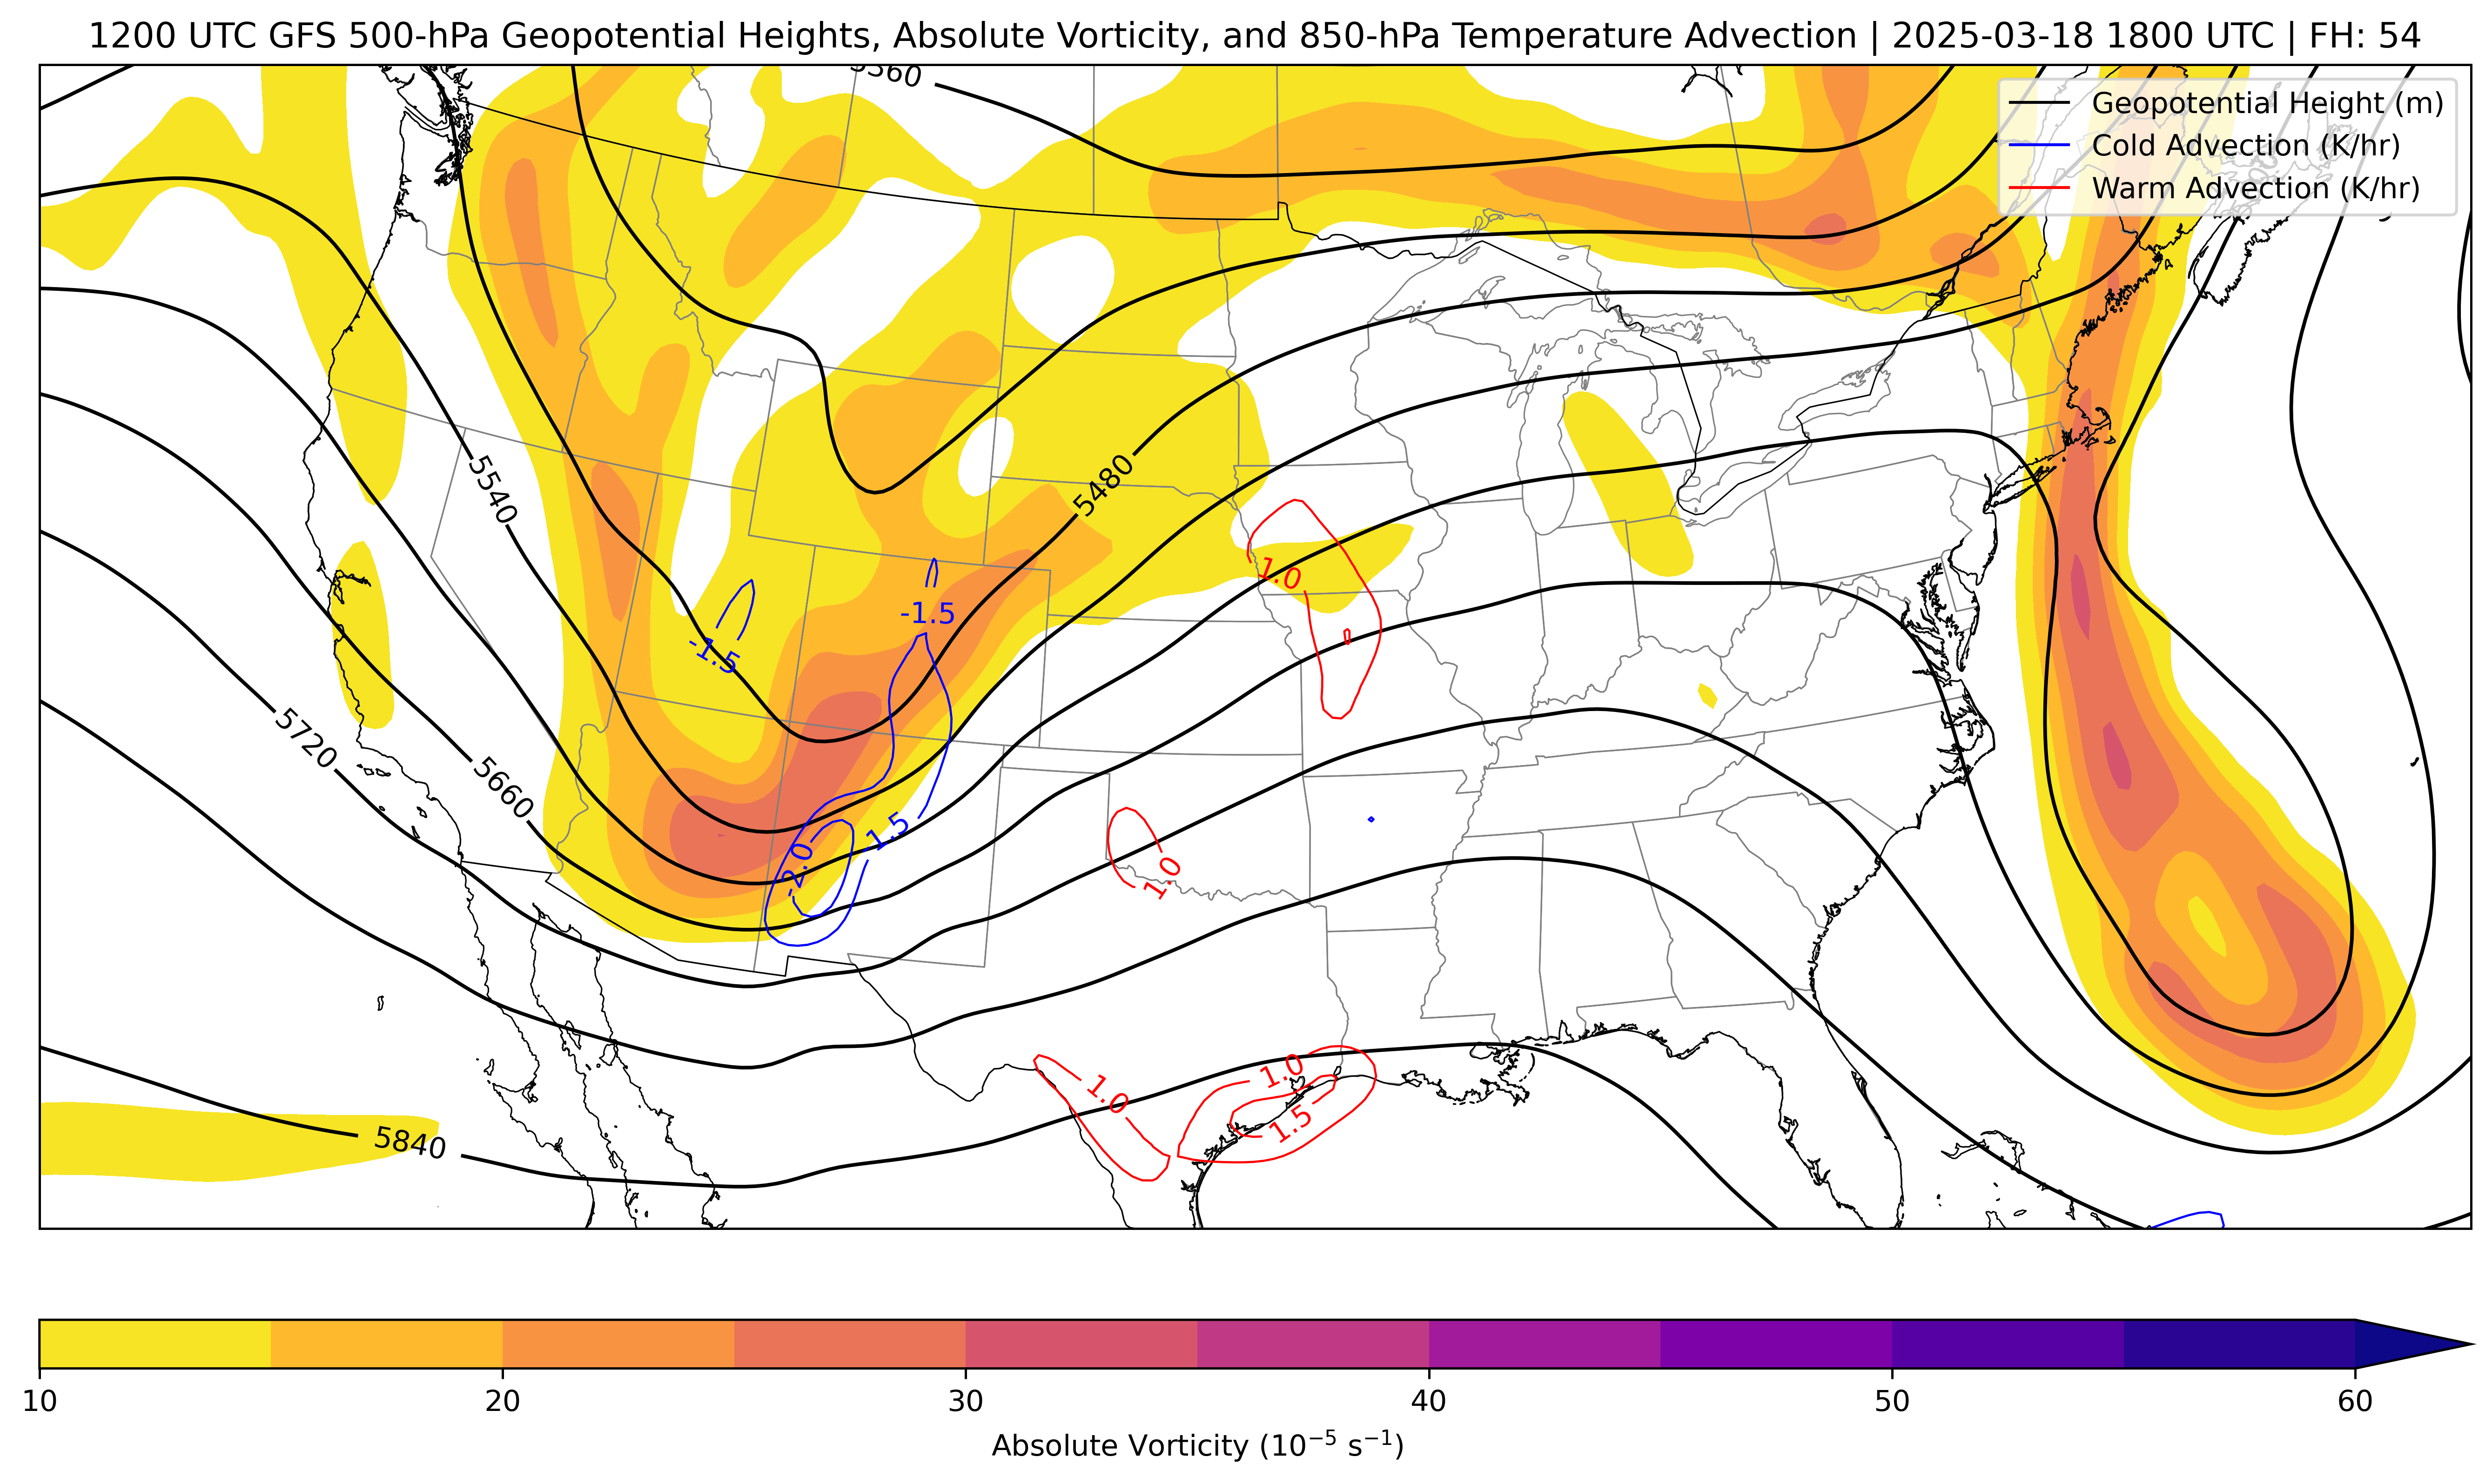 1200 UTC GFS 500-hPa Geopotential Heights, Absolute Vorticity, and 850-hPa Temperature Advection | 2025-03-18 1800 UTC | FH: 54
5360
Geopotential Height (m)
Cold Advection (K/hr)
Warm Advection (K/hr)
5480
5540
1.0
-1.5
-1.5
5720
5660
-1.5
-2.0
1.0
1.0
1.0
1.5
5840
10 20 30 40 50 60
Absolute Vorticity (10⁻⁵ s⁻¹)